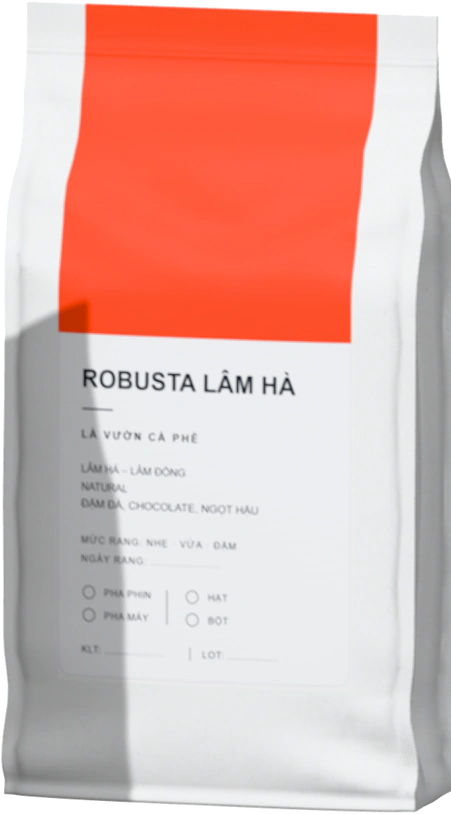 ROBUSTA LÂM HÀ
LÀ VƯỜN CÀ PHÊ
LÂM HÀ – LÂM ĐỒNG
NATURAL
ĐẬM ĐÀ, CHOCOLATE, NGỌT HẬU
MỨC RANG: NHẸ VỪA ĐẬM
NGÀY RANG:
PHA PHIN
HẠT
PHA MÁY
BỘT
KLT:
LOT: